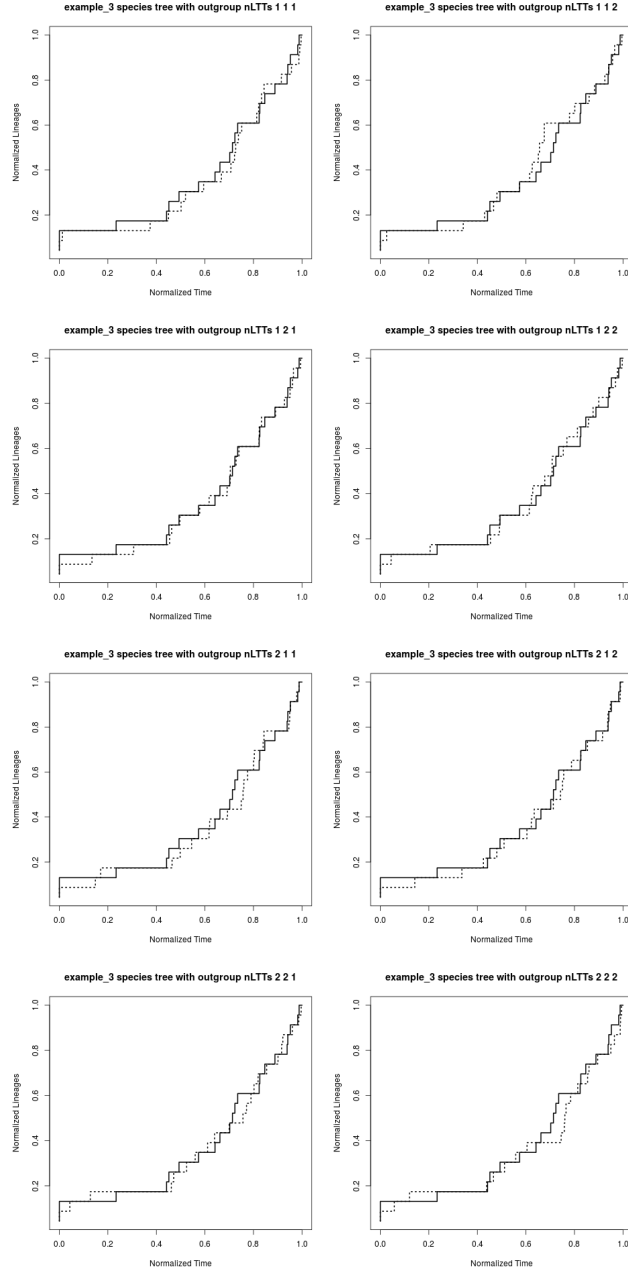 example_3 species tree with outgroup nLTTs 1 1 1
1.0
0.8
0.6
0.4
0.2
Normalized Lineages
0.0 0.2 0.4 0.6 0.8 1.0
Normalized Time
example_3 species tree with outgroup nLTTs 1 1 2
1.0
0.8
0.6
0.4
0.2
Normalized Lineages
0.0 0.2 0.4 0.6 0.8 1.0
Normalized Time
example_3 species tree with outgroup nLTTs 1 2 1
1.0
0.8
0.6
0.4
0.2
Normalized Lineages
0.0 0.2 0.4 0.6 0.8 1.0
Normalized Time
example_3 species tree with outgroup nLTTs 1 2 2
1.0
0.8
0.6
0.4
0.2
Normalized Lineages
0.0 0.2 0.4 0.6 0.8 1.0
Normalized Time
example_3 species tree with outgroup nLTTs 2 1 1
1.0
0.8
0.6
0.4
0.2
Normalized Lineages
0.0 0.2 0.4 0.6 0.8 1.0
Normalized Time
example_3 species tree with outgroup nLTTs 2 1 2
1.0
0.8
0.6
0.4
0.2
Normalized Lineages
0.0 0.2 0.4 0.6 0.8 1.0
Normalized Time
example_3 species tree with outgroup nLTTs 2 2 1
1.0
0.8
0.6
0.4
0.2
Normalized Lineages
0.0 0.2 0.4 0.6 0.8 1.0
Normalized Time
example_3 species tree with outgroup nLTTs 2 2 2
1.0
0.8
0.6
0.4
0.2
Normalized Lineages
0.0 0.2 0.4 0.6 0.8 1.0
Normalized Time